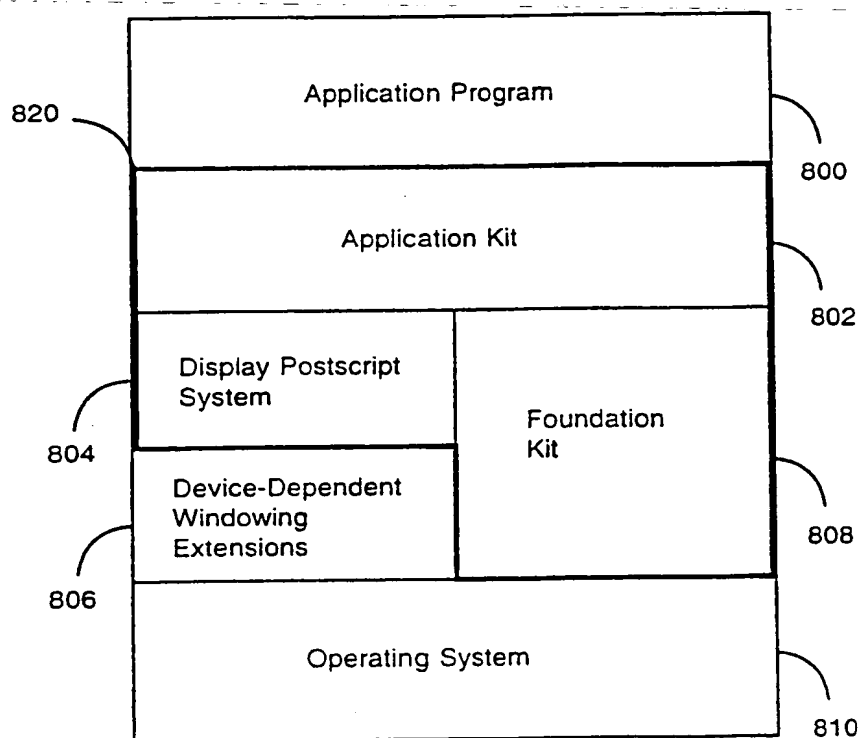 820
Application Program
800
Application Kit
802
Display Postscript
System
804
Foundation
Kit
808
Device-Dependent
Windowing
Extensions
806
Operating System
810